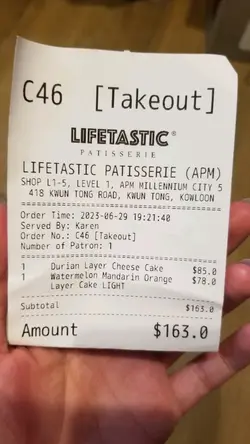 C46 [Takeout]
LIFETASTIC®
PATISSERIE
LIFETASTIC PATISSERIE (APM)
SHOP L1-5, LEVEL 1, APM MILLENNIUM CITY 5
418 KWUN TONG ROAD, KWUN TONG, KOWLOON
Order Time: 2023-06-29 19:21:40
Served By: Karen
Order No.: C46 [Takeout]
Number of Patron: 1
1 Durian Layer Cheese Cake $85.0
1 Watermelon Mandarin Orange $78.0
Layer Cake LIGHT
Subtotal $163.0
Amount $163.0